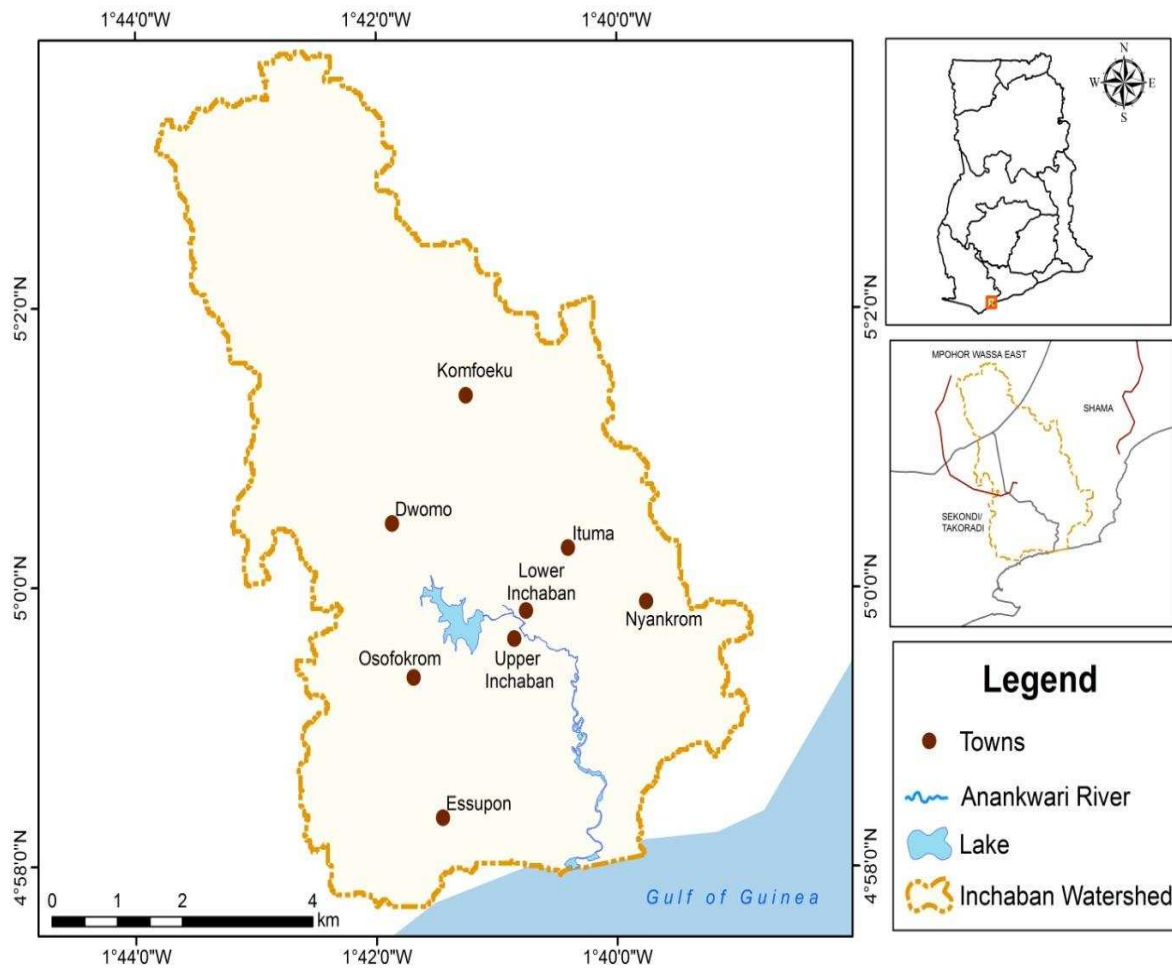 1°44'0"W 1°42'0"W 1°40'0"W
5°2'0"N
5°0'0"N
4°58'0"N
Komfoeku
Dwomo
Ituma
Lower
Inchaban
Nyankrom
Osofokrom
Upper
Inchaban
Essupon
Gulf of Guinea
0 1 2 4
km
1°44'0"W 1°42'0"W 1°40'0"W
5°2'0"N
5°0'0"N
4°58'0"N
N
W E
S
MPOHOR WASSA EAST
SHAMA
SEKONDI/
TAKORADI
Legend
Towns
Anankwari River
Lake
Inchaban Watershed